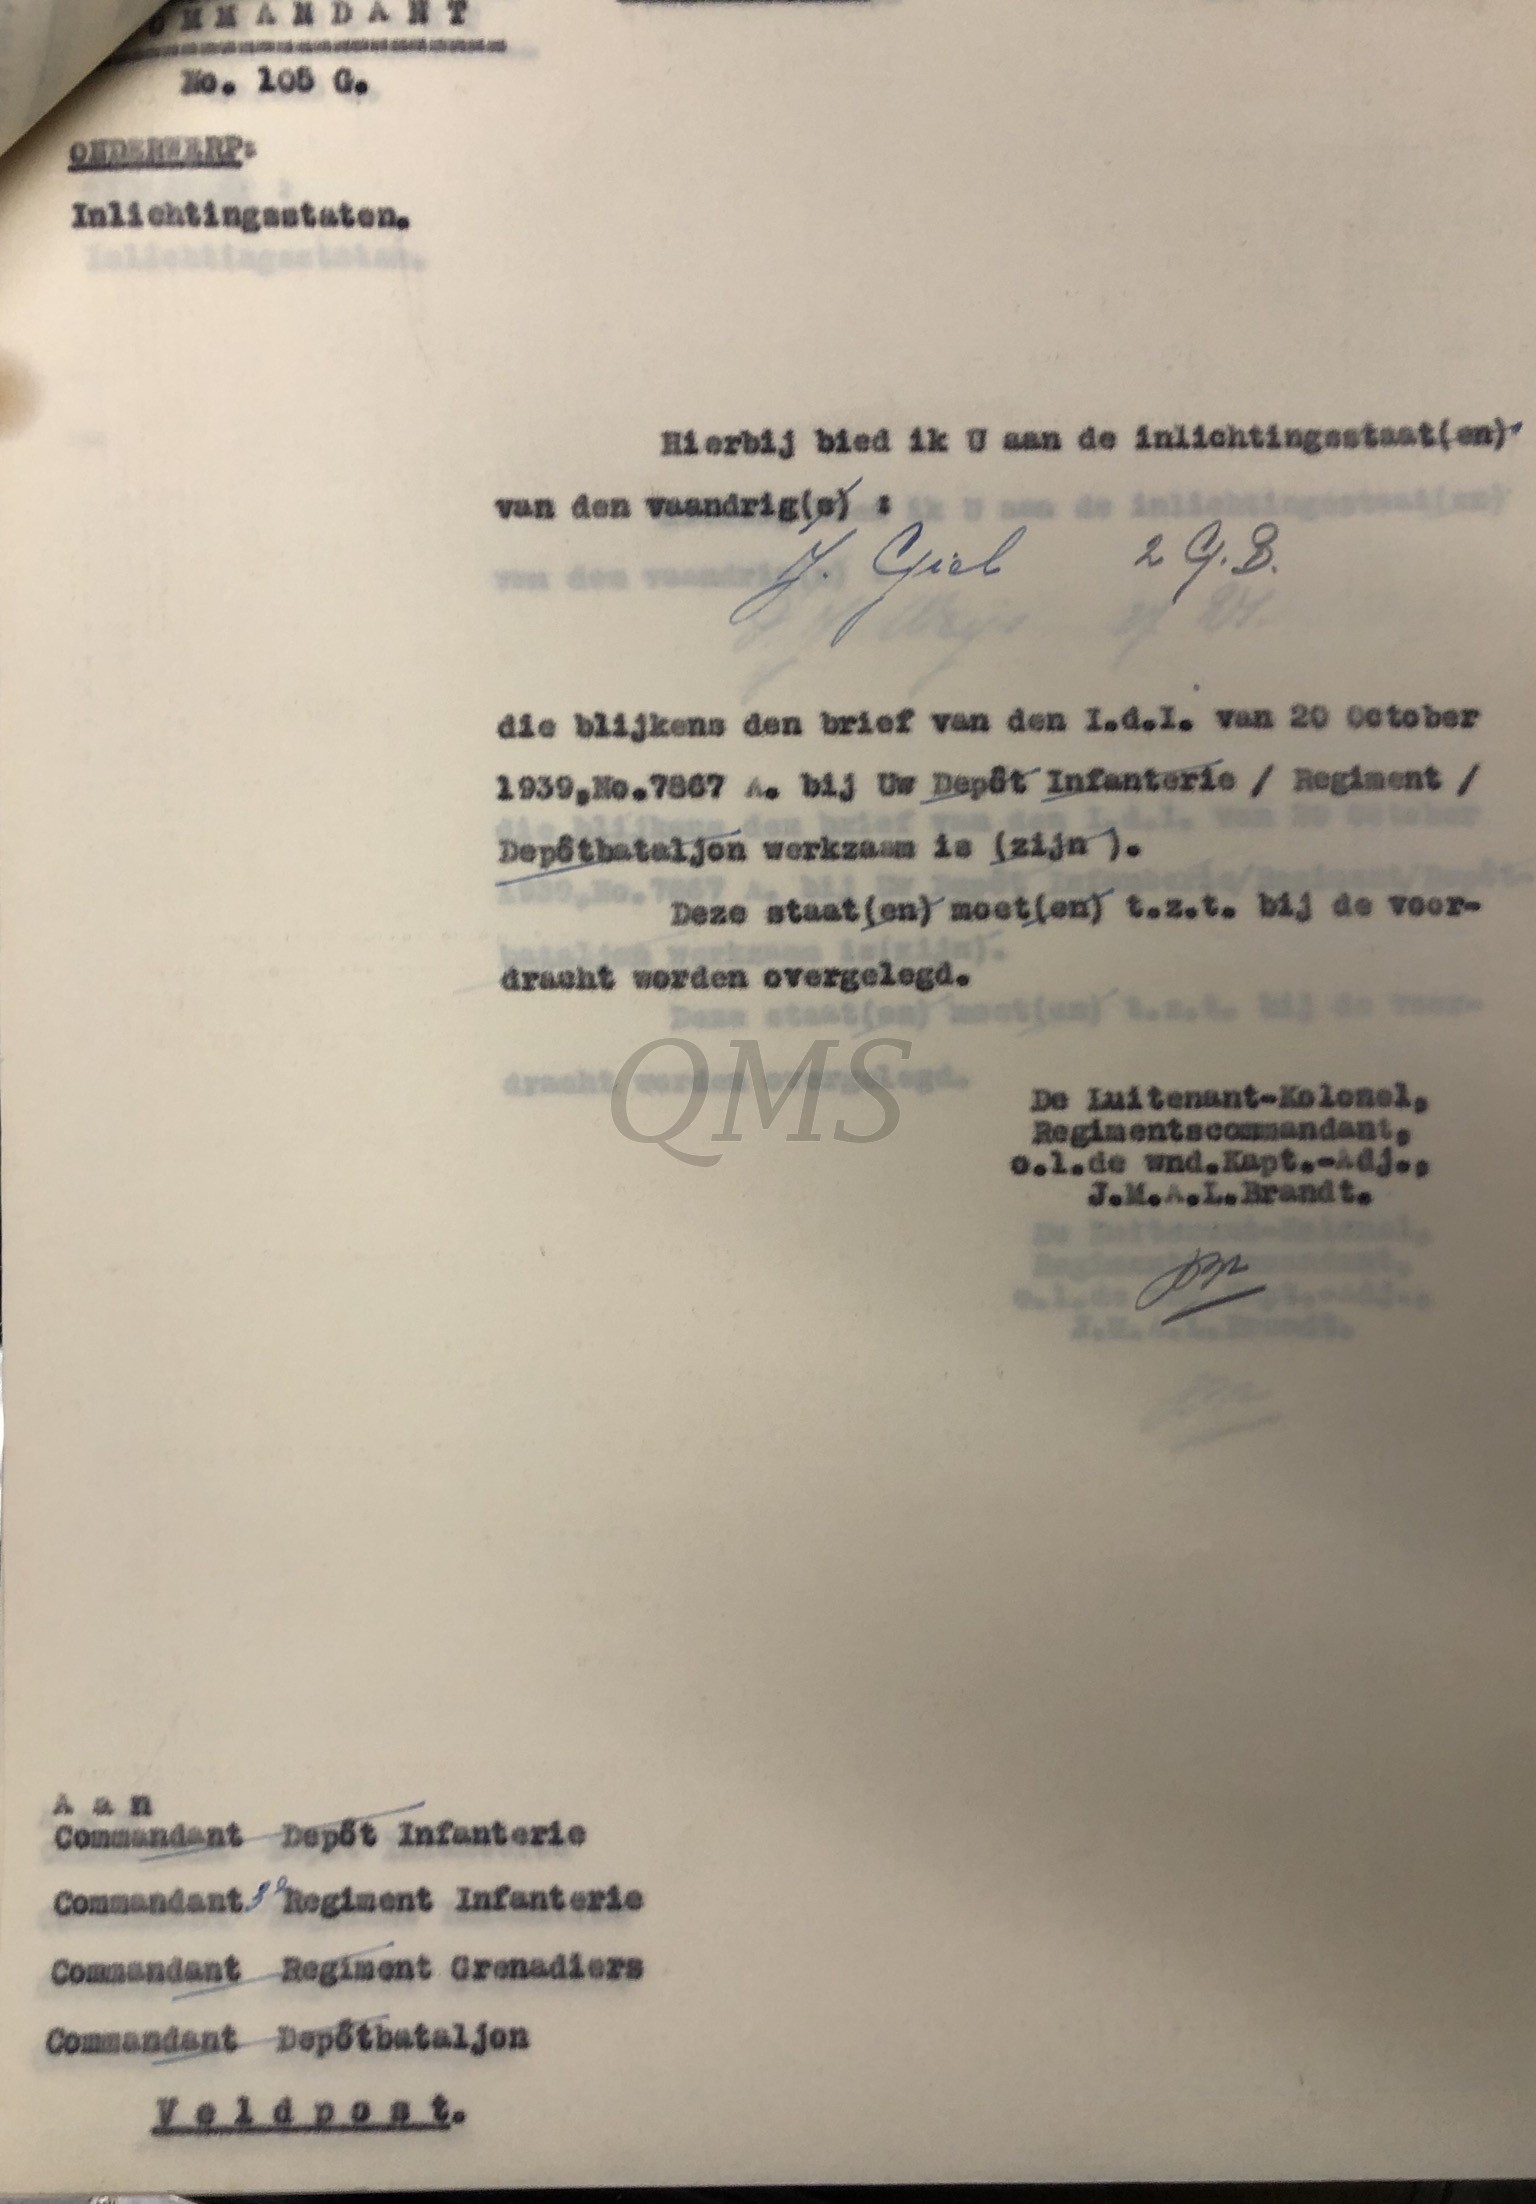 COMMANDANT
No. 105 G.
ONDERWERP:
Inlichtingsstaten.
Hierbij bied ik U aan de inlichtingsstaat(en)
van den vaandrig(s) :
J. Giel 2 G.B.
die blijkens den brief van den I.d.I. van 20 October
1939,No.7867 A. bij Uw Depôt Infanterie / Regiment /
Depôtbataljon werkzaam is (zijn ).
Deze staat(en) moet(en) t.z.t. bij de voor-
dracht worden overgelegd.
QMS
De Luitenant-Kolonel,
Regimentscommandant,
o.l.de wnd.Kapt.-Adj.,
J.M.A.L.Brandt.
A a n
Commandant Depôt Infanterie
Commandant 3e Regiment Infanterie
Commandant Regiment Grenadiers
Commandant Depôtbataljon
V e l d p o s t.